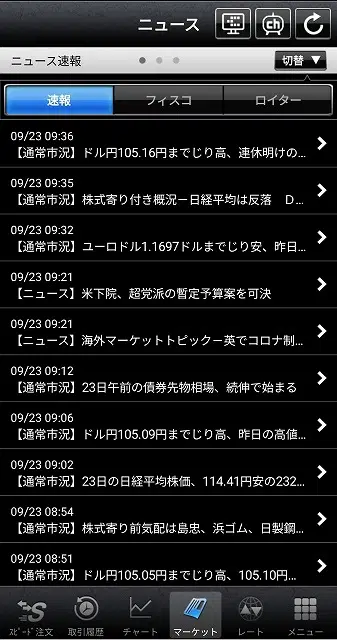 ニュース
ch
ニュース速報
切替 ▼
速報
フィスコ
ロイター
09/23 09:36
【通常市況】ドル円105.16円までじり高、連休明けの...
09/23 09:35
【通常市況】株式寄り付き概況－日経平均は反落　Ｄ...
09/23 09:32
【通常市況】ユーロドル1.1697ドルまでじり安、昨日...
09/23 09:21
【ニュース】米下院、超党派の暫定予算案を可決
09/23 09:21
【ニュース】海外マーケットトピック－英でコロナ制...
09/23 09:12
【通常市況】23日午前の債券先物相場、続伸で始まる
09/23 09:06
【通常市況】ドル円105.09円までじり高、昨日の高値...
09/23 09:02
【通常市況】23日の日経平均株価、114.41円安の232...
09/23 08:54
【通常市況】株式寄り前気配は島忠、浜ゴム、日製鋼...
09/23 08:51
【通常市況】ドル円105.05円までじり高、105.10円...
ｽﾋﾟｰﾄﾞ注文
取引履歴
チャート
マーケット
レート
メニュー